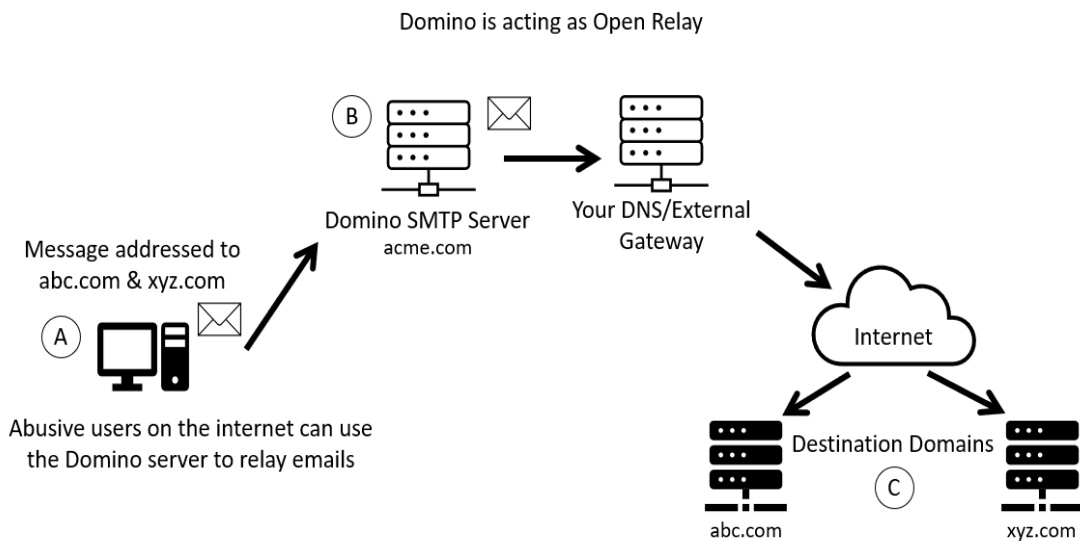 Domino is acting as Open Relay
B
Domino SMTP Server
acme.com
Your DNS/External
Gateway
Message addressed to
abc.com & xyz.com
A
Abusive users on the internet can use
the Domino server to relay emails
Internet
Destination Domains
C
abc.com
xyz.com